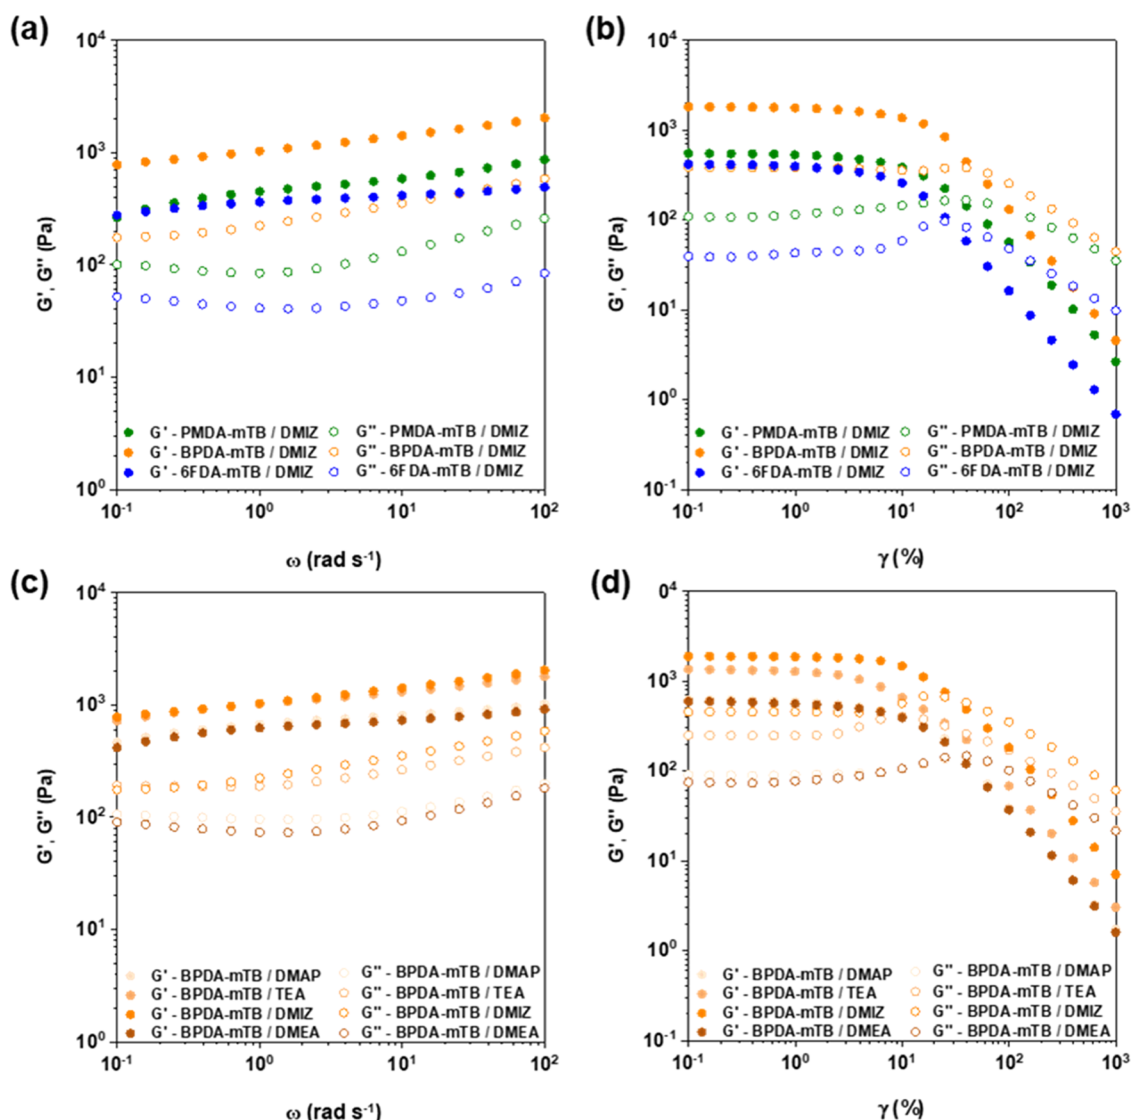 (a)
10⁴
10³
10²
10¹
10⁰
G', G'' (Pa)
G' - PMDA-mTB / DMIZ
G' - BPDA-mTB / DMIZ
G' - 6FDA-mTB / DMIZ
G'' - PMDA-mTB / DMIZ
G'' - BPDA-mTB / DMIZ
G'' - 6FDA-mTB / DMIZ
10⁻¹ 10⁰ 10¹ 10²
ω (rad s⁻¹)
(b)
10⁴
10³
10²
10¹
10⁰
10⁻¹
G', G'' (Pa)
G' - PMDA-mTB / DMIZ
G' - BPDA-mTB / DMIZ
G' - 6FDA-mTB / DMIZ
G'' - PMDA-mTB / DMIZ
G'' - BPDA-mTB / DMIZ
G'' - 6FDA-mTB / DMIZ
10⁻¹ 10⁰ 10¹ 10² 10³
γ (%)
(c)
10⁴
10³
10²
10¹
10⁰
G', G'' (Pa)
G' - BPDA-mTB / DMAP
G' - BPDA-mTB / TEA
G' - BPDA-mTB / DMIZ
G' - BPDA-mTB / DMEA
G'' - BPDA-mTB / DMAP
G'' - BPDA-mTB / TEA
G'' - BPDA-mTB / DMIZ
G'' - BPDA-mTB / DMEA
10⁻¹ 10⁰ 10¹ 10²
ω (rad s⁻¹)
(d)
0⁴
10³
10²
10¹
10⁰
10⁻¹
G', G'' (Pa)
G' - BPDA-mTB / DMAP
G' - BPDA-mTB / TEA
G' - BPDA-mTB / DMIZ
G' - BPDA-mTB / DMEA
G'' - BPDA-mTB / DMAP
G'' - BPDA-mTB / TEA
G'' - BPDA-mTB / DMIZ
G'' - BPDA-mTB / DMEA
10⁻¹ 10⁰ 10¹ 10² 10³
γ (%)